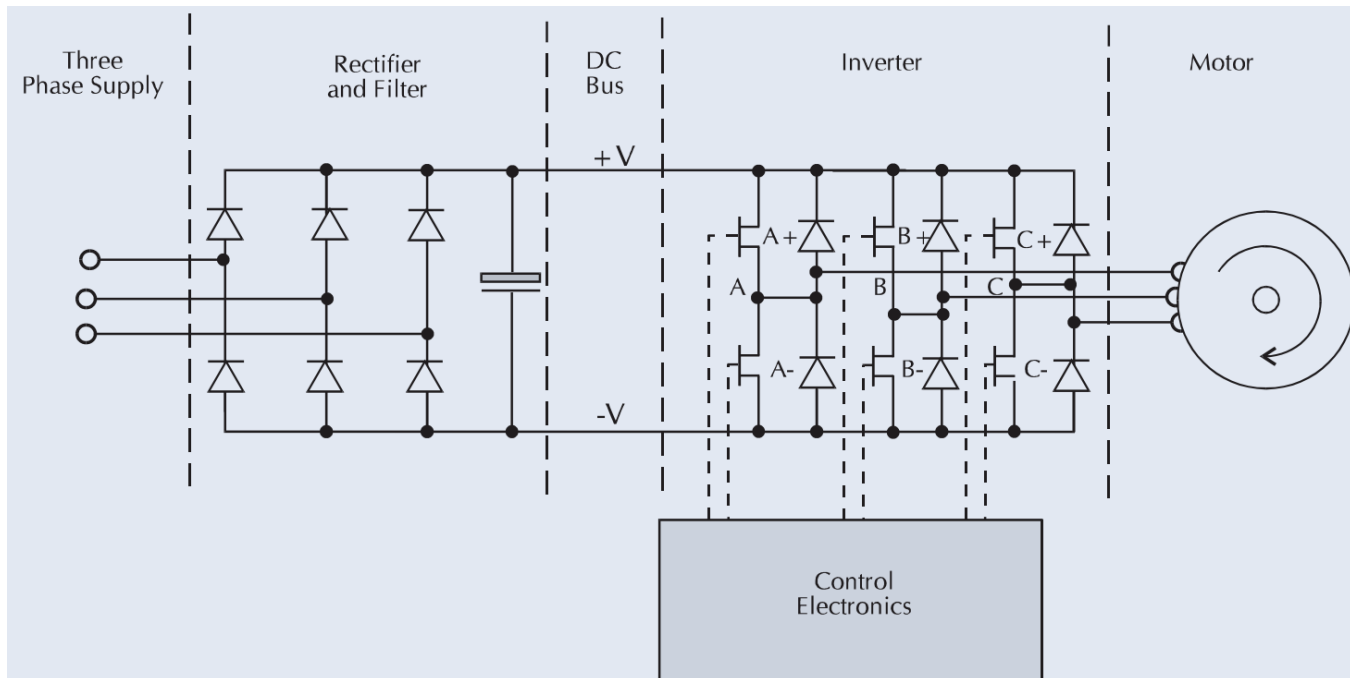 Three
Phase Supply
Rectifier
and Filter
DC
Bus
Inverter
Motor
+V
A+
B+
C+
A
B
C
A-
B-
C-
-V
Control
Electronics